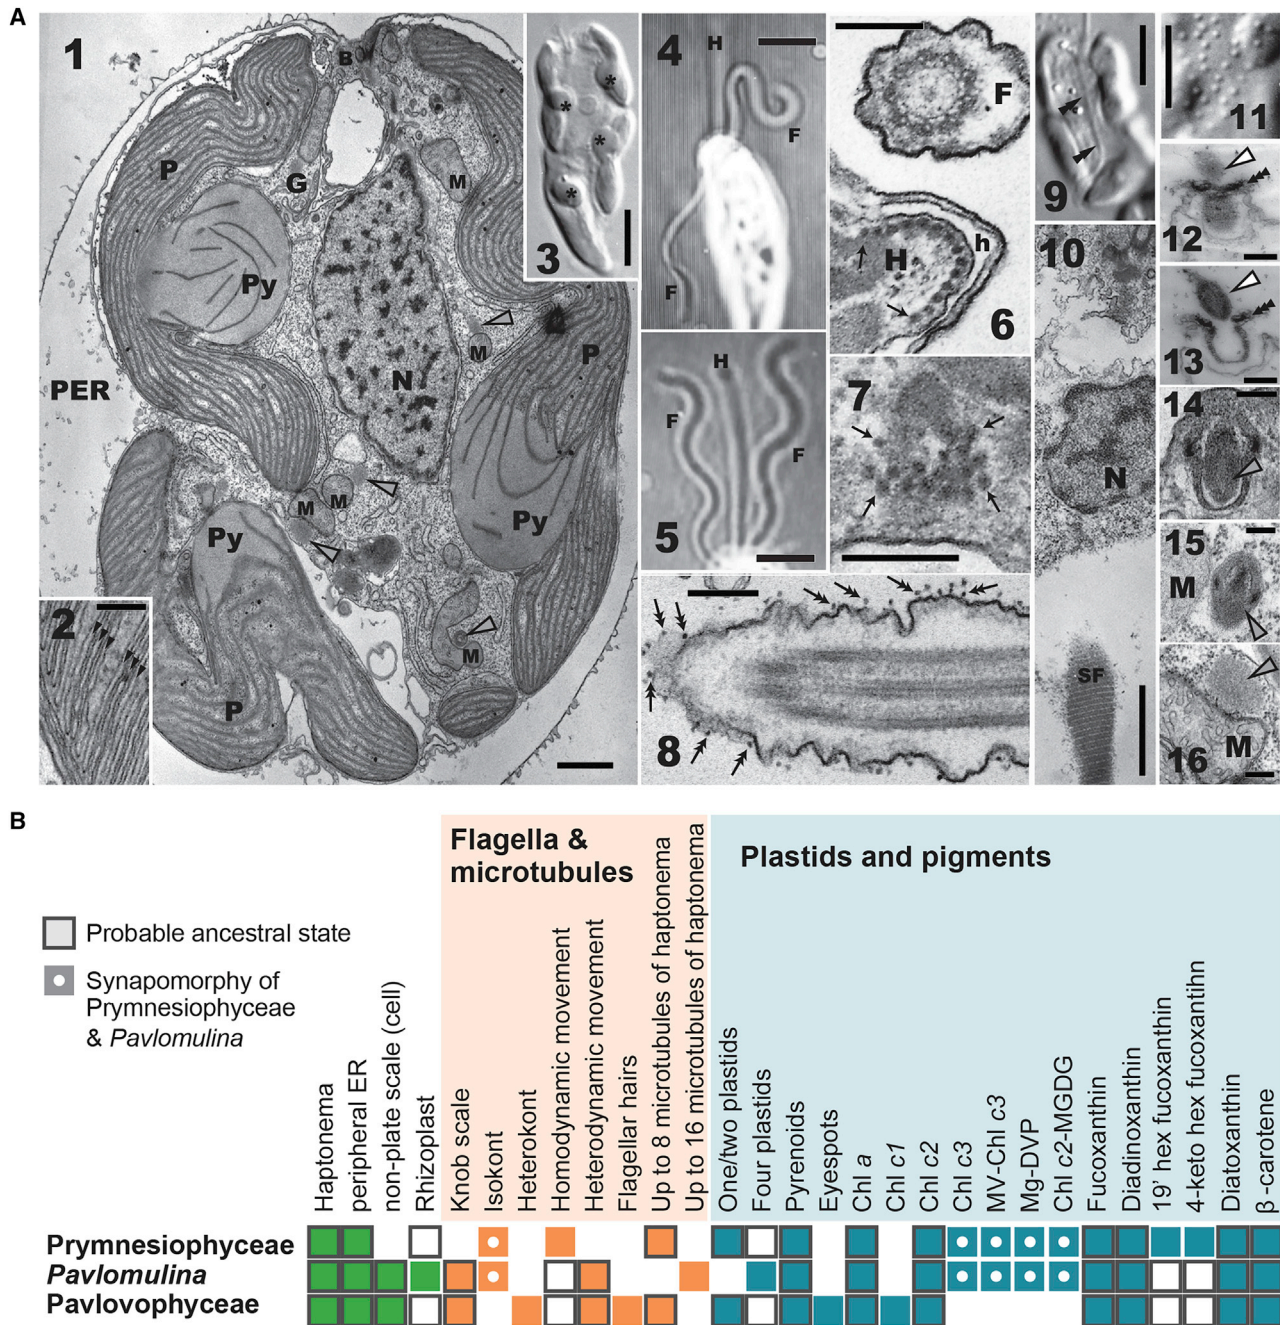 A
1
B
P
G
M
Py
N
M
P
PER
M
M
Py
Py
M
2
P
3
*
*
*
*
4
H
F
F
5
H
F
F
6
F
H
h
7
8
9
10
N
SF
11
12
13
14
15
M
16
M
B
Flagella &
microtubules
Plastids and pigments
Probable ancestral state
Synapomorphy of
Prymnesiophyceae
& Pavlomulina
Haptonema
peripheral ER
non-plate scale (cell)
Rhizoplast
Knob scale
Isokont
Heterokont
Homodynamic movement
Heterodynamic movement
Flagellar hairs
Up to 8 microtubules of haptonema
Up to 16 microtubules of haptonema
One/two plastids
Four plastids
Pyrenoids
Eyespots
Chl a
Chl c1
Chl c2
Chl c3
MV-Chl c3
Mg-DVP
Chl c2-MGDG
Fucoxanthin
Diadinoxanthin
19' hex fucoxanthin
4-keto hex fucoxantihn
Diatoxanthin
β-carotene
Prymnesiophyceae
Pavlomulina
Pavlovophyceae